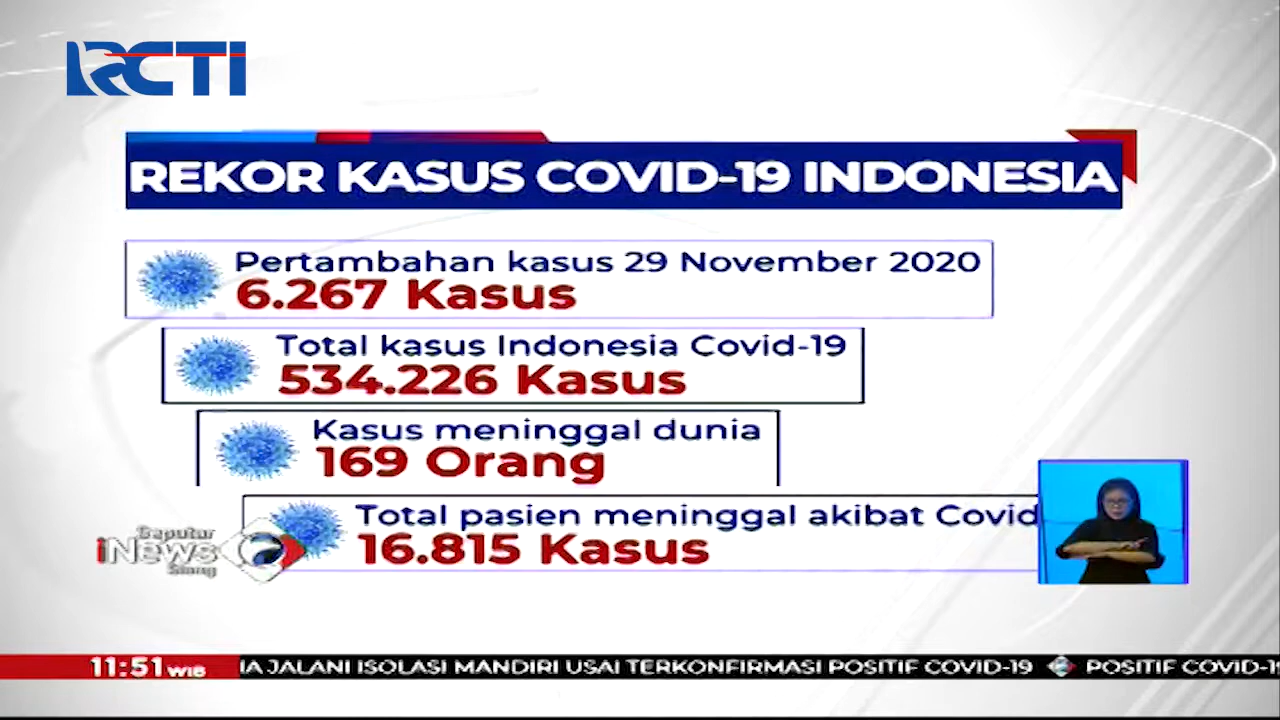 RCTI
REKOR KASUS COVID-19 INDONESIA
Pertambahan kasus 29 November 2020
6.267 Kasus
Total kasus Indonesia Covid-19
534.226 Kasus
Kasus meninggal dunia
169 Orang
Total pasien meninggal akibat Covid
16.815 Kasus
Seputar
iNews
Siang
11:51 WIB
IA JALANI ISOLASI MANDIRI USAI TERKONFIRMASI POSITIF COVID-19 POSITIF COVID-1